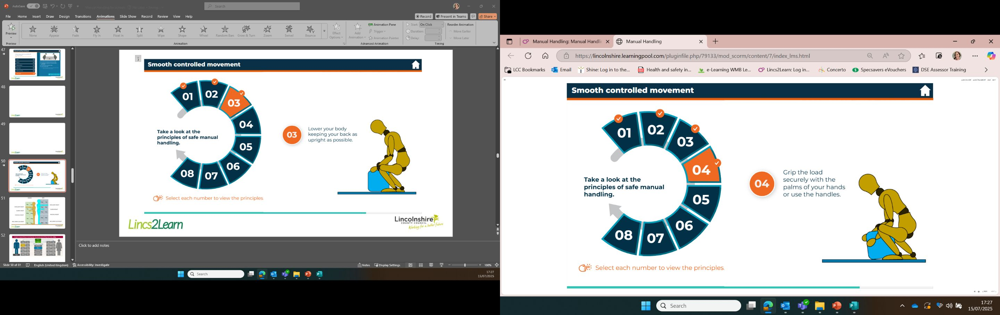 AutoSave
Search
File Home Insert Draw Design Transitions Animations Slide Show Record Review View Help
Record Present in Teams Share
Preview
None Appear Fade Fly In Float In Split Wipe Shape Wheel Random Bars Grow & Turn Zoom Swivel Bounce
Effect Options
Add Animation
Animation Pane
Trigger
Animation Painter
Start: On Click
Duration:
Delay:
Reorder Animation
Move Earlier
Move Later
Preview Animation Advanced Animation Timing
47
48
49
50
51
52
3
Smooth controlled movement
01
02
03
04
05
06
07
08
Take a look at the
principles of safe manual
handling.
03
Lower your body
keeping your back as
upright as possible.
Select each number to view the principles.
Lincs2Learn
Lincolnshire
COUNTY COUNCIL
Working for a better future
Click to add notes
Slide 50 of 81 English (United Kingdom) Accessibility: Investigate
Notes Display Settings 100%
Search
17:27
15/07/2025
Manual Handling: Manual Handli
Manual Handling
https://lincolnshire.learningpool.com/pluginfile.php/79133/mod_scorm/content/7/index_lms.html
LCC Bookmarks Email Shine: Log in to the... Health and safety in... e-Learning WMB Le... Lincs2Learn: Log in... Concerto Specsavers eVouchers DSE Assessor Training
Smooth controlled movement
01
02
03
04
05
06
07
08
Take a look at the
principles of safe manual
handling.
04
Grip the load
securely with the
palms of your hands
or use the handles.
Select each number to view the principles.
Search
17:27
15/07/2025